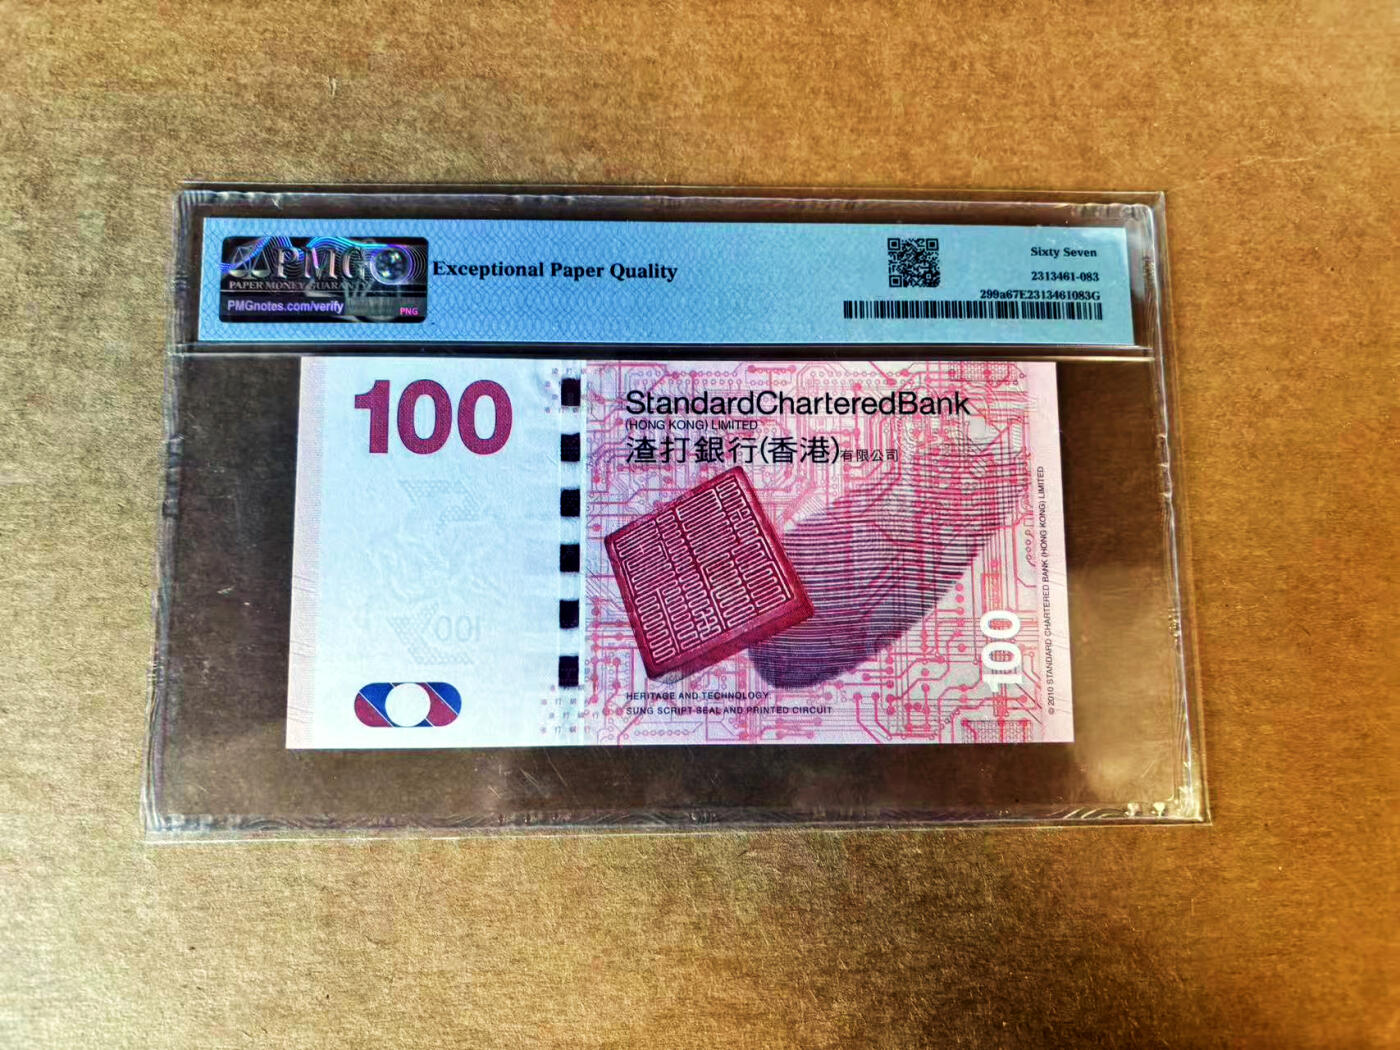 PMG
PAPER MONEY GUARANTY
PMGnotes.com/verify
PNG
Exceptional Paper Quality
Sixty Seven
2313461-083
299a67E2313461083G
100
StandardCharteredBank
(HONG KONG) LIMITED
渣打銀行(香港)有限公司
100
HERITAGE AND TECHNOLOGY
SUNG SCRIPT SEAL AND PRINTED CIRCUIT
100
© 2010 STANDARD CHARTERED BANK (HONG KONG) LIMITED